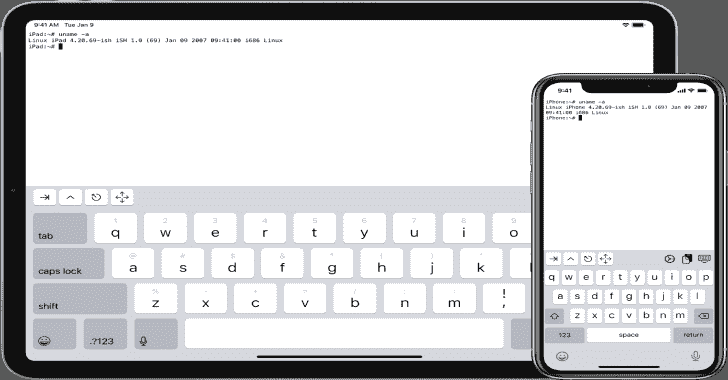 9:41 AM Tue Jan 9
iPad:~# uname -a
Linux iPad 4.20.69-ish iSH 1.0 (69) Jan 09 2007 09:41:00 i686 Linux
iPad:~#
tab
1 2 3 4 5 6 7 8 9
q w e r t y u i o
caps lock
@ # $ & * ( ) '
a s d f g h j k
shift
% - + = / ; : !
z x c v b n m ,
.?123
9:41
iPhone:~# uname -a
Linux iPhone 4.20.69-ish iSH 1.0 (69) Jan 09 2007
09:41:00 i686 Linux
iPhone:~#
q w e r t y u i o p
a s d f g h j k l
z x c v b n m
123 space return